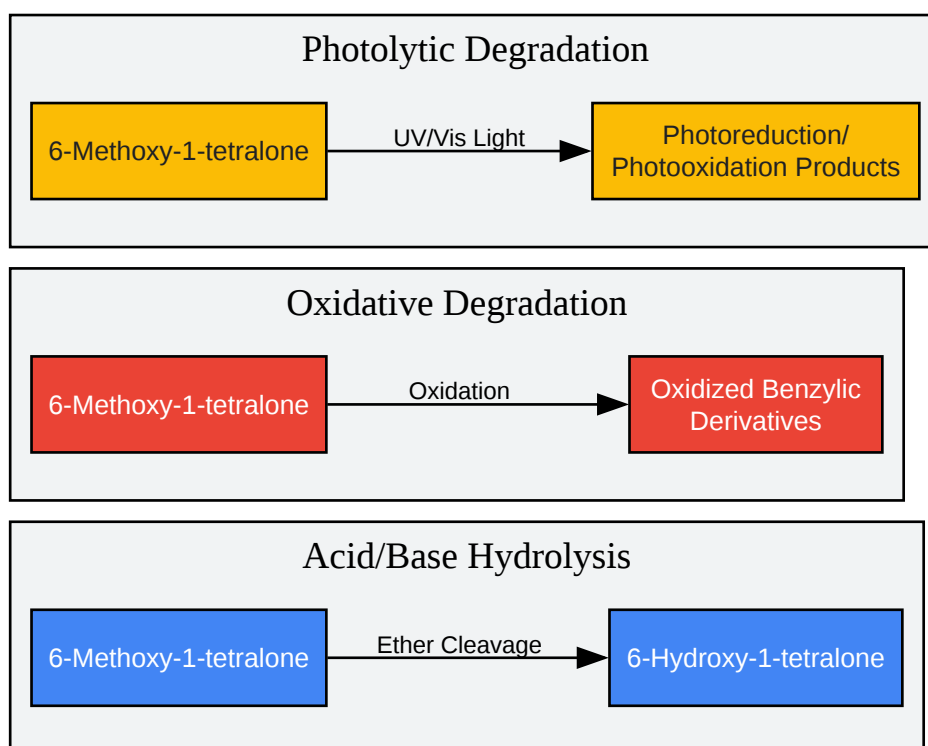 Photolytic Degradation
6-Methoxy-1-tetralone
UV/Vis Light
Photoreduction/
Photooxidation Products
Oxidative Degradation
6-Methoxy-1-tetralone
Oxidation
Oxidized Benzylic
Derivatives
Acid/Base Hydrolysis
6-Methoxy-1-tetralone
Ether Cleavage
6-Hydroxy-1-tetralone